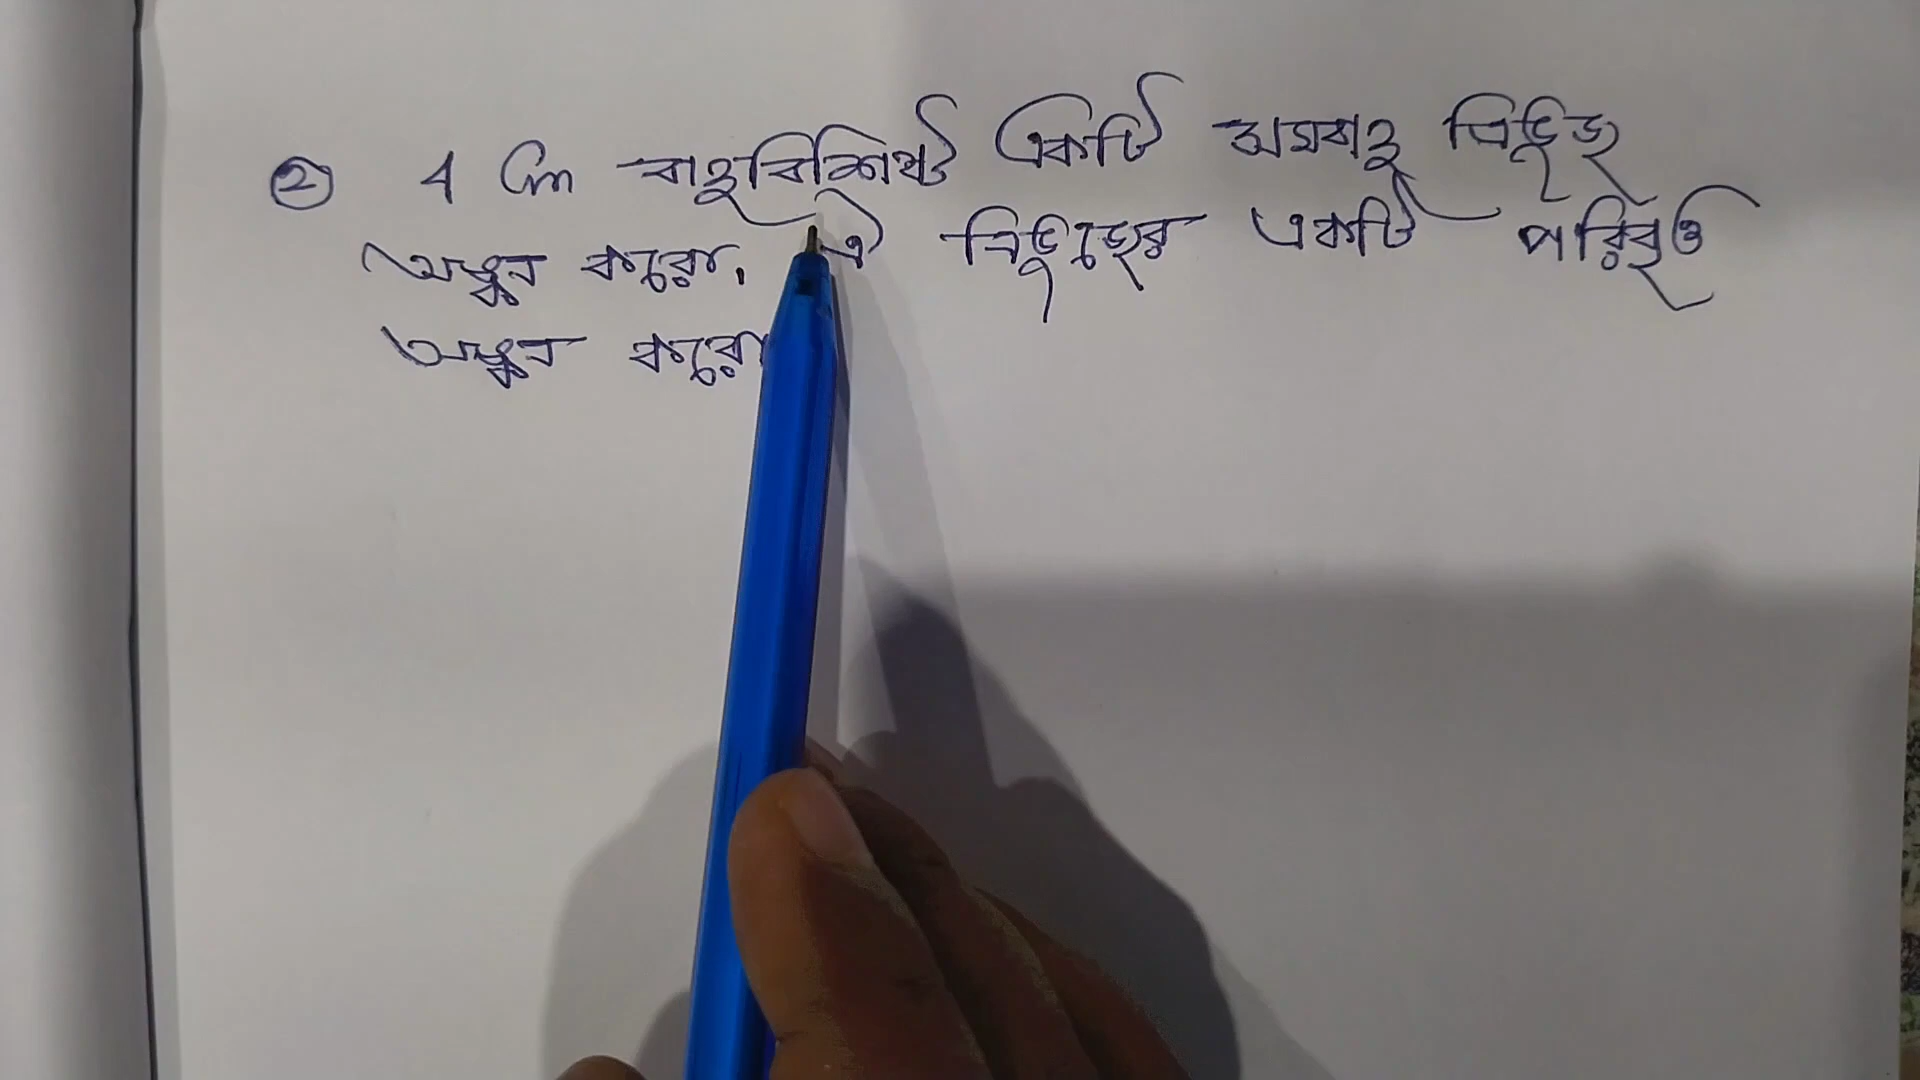 ② 4 Cm বাহুবিশিষ্ট একটি সমবাহু ত্রিভুজ
অঙ্কন করো। ঐ ত্রিভুজের একটি পরিবৃত্ত
অঙ্কন করো